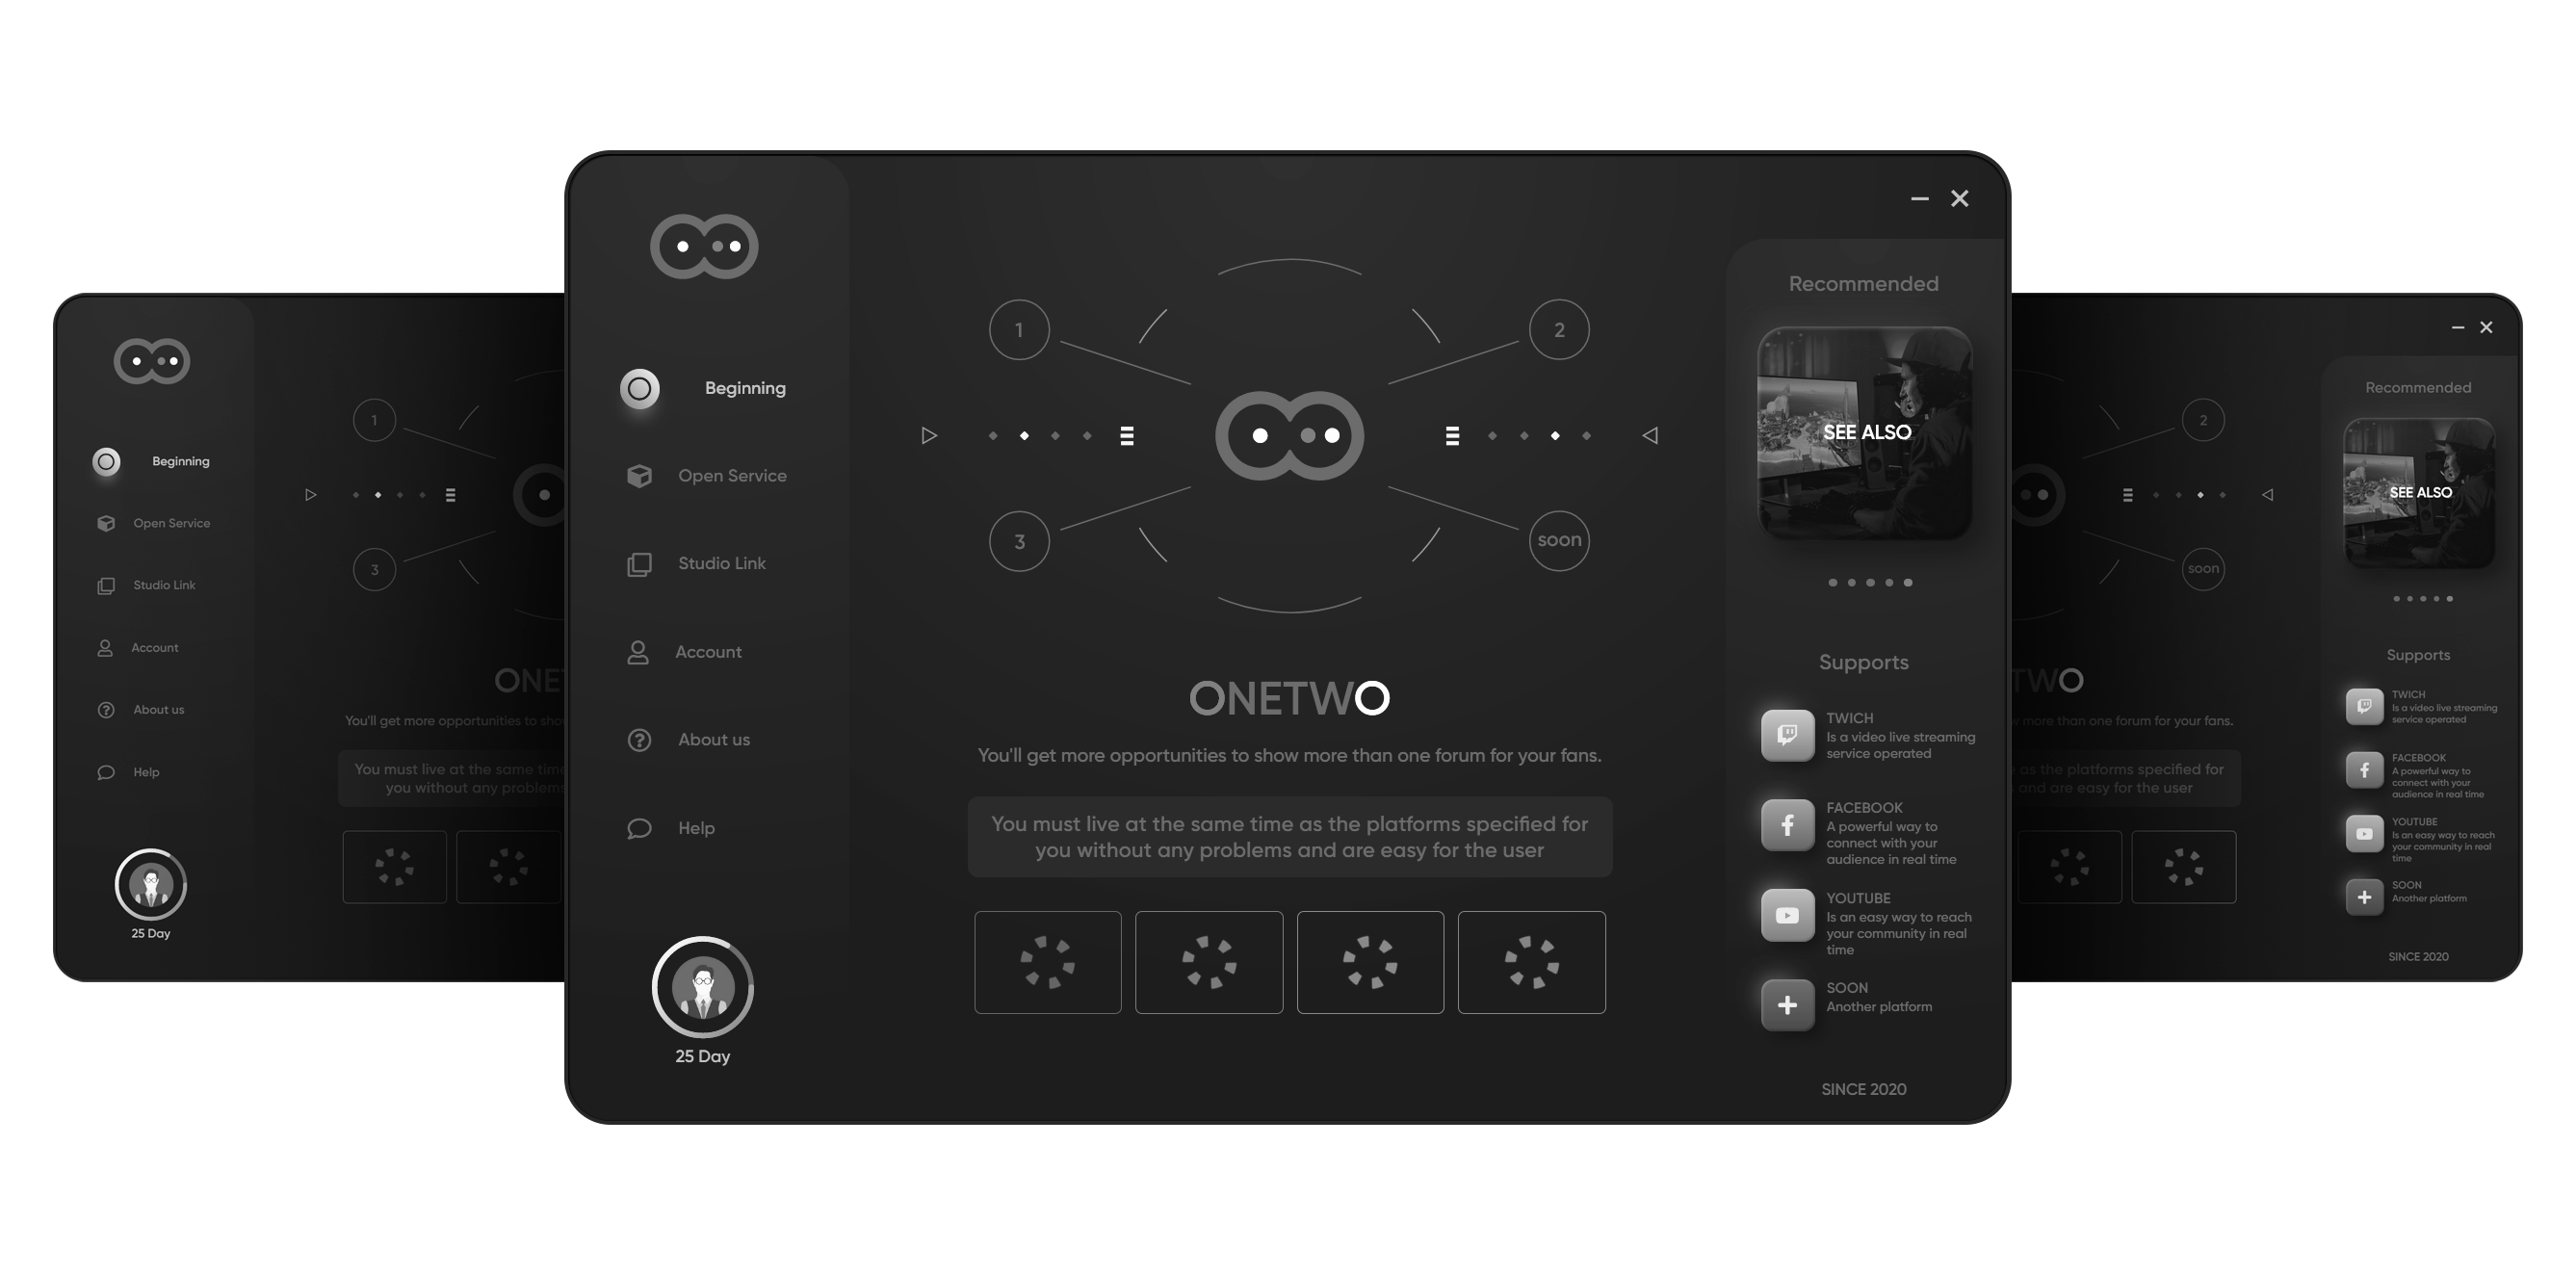 Beginning
Open Service
Studio Link
Account
About us
Help
25 Day
1
2
3
soon
ONETWO
You'll get more opportunities to show more than one forum for your fans.
You must live at the same time as the platforms specified for
you without any problems and are easy for the user
Recommended
SEE ALSO
Supports
TWICH
Is a video live streaming
service operated
FACEBOOK
A powerful way to
connect with your
audience in real time
YOUTUBE
Is an easy way to reach
your community in real
time
SOON
Another platform
SINCE 2020
Beginning
Open Service
Studio Link
Account
About us
Help
25 Day
1
3
ONET
You'll get more opportunities to sho
You must live at the same time
you without any problems
2
soon
TWO
more than one forum for your fans.
as the platforms specified for
and are easy for the user
Recommended
SEE ALSO
Supports
TWICH
Is a video live streaming
service operated
FACEBOOK
A powerful way to
connect with your
audience in real time
YOUTUBE
Is an easy way to reach
your community in real
time
SOON
Another platform
SINCE 2020